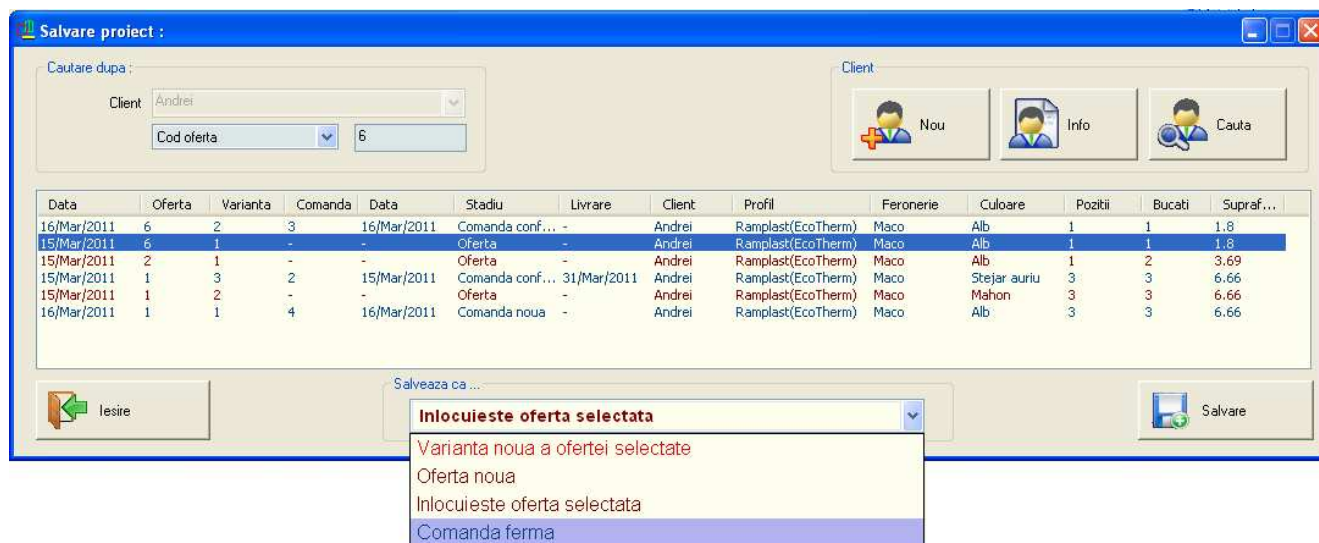 Salvare proiect :
Cautare dupa :
Client
Client Andrei
Cod oferta 6
Nou Info Cauta
Data Oferta Varianta Comanda Data Stadiu Livrare Client Profil Feronerie Culoare Pozitii Bucati Supraf...
16/Mar/2011 6 2 3 16/Mar/2011 Comanda conf... - Andrei Ramplast(EcoTherm) Maco Alb 1 1 1.8
15/Mar/2011 6 1 - - Oferta - Andrei Ramplast(EcoTherm) Maco Alb 1 1 1.8
15/Mar/2011 2 1 - - Oferta - Andrei Ramplast(EcoTherm) Maco Alb 1 2 3.69
15/Mar/2011 1 3 2 15/Mar/2011 Comanda conf... 31/Mar/2011 Andrei Ramplast(EcoTherm) Maco Stejar auriu 3 3 6.66
15/Mar/2011 1 2 - - Oferta - Andrei Ramplast(EcoTherm) Maco Mahon 3 3 6.66
16/Mar/2011 1 1 4 16/Mar/2011 Comanda noua - Andrei Ramplast(EcoTherm) Maco Alb 3 3 6.66
Salveaza ca ...
Iesire
Inlocuieste oferta selectata
Salvare
Varianta noua a ofertei selectate
Oferta noua
Inlocuieste oferta selectata
Comanda ferma